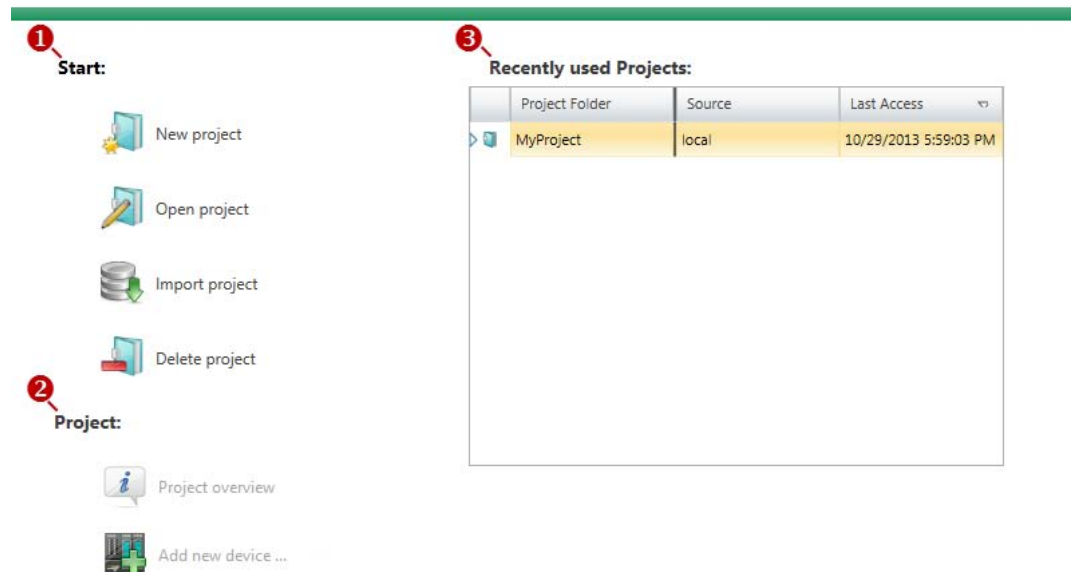 1
Start:
New project
Open project
Import project
Delete project
2
Project:
Project overview
Add new device ...
3
Recently used Projects:
Project Folder Source Last Access
MyProject local 10/29/2013 5:59:03 PM